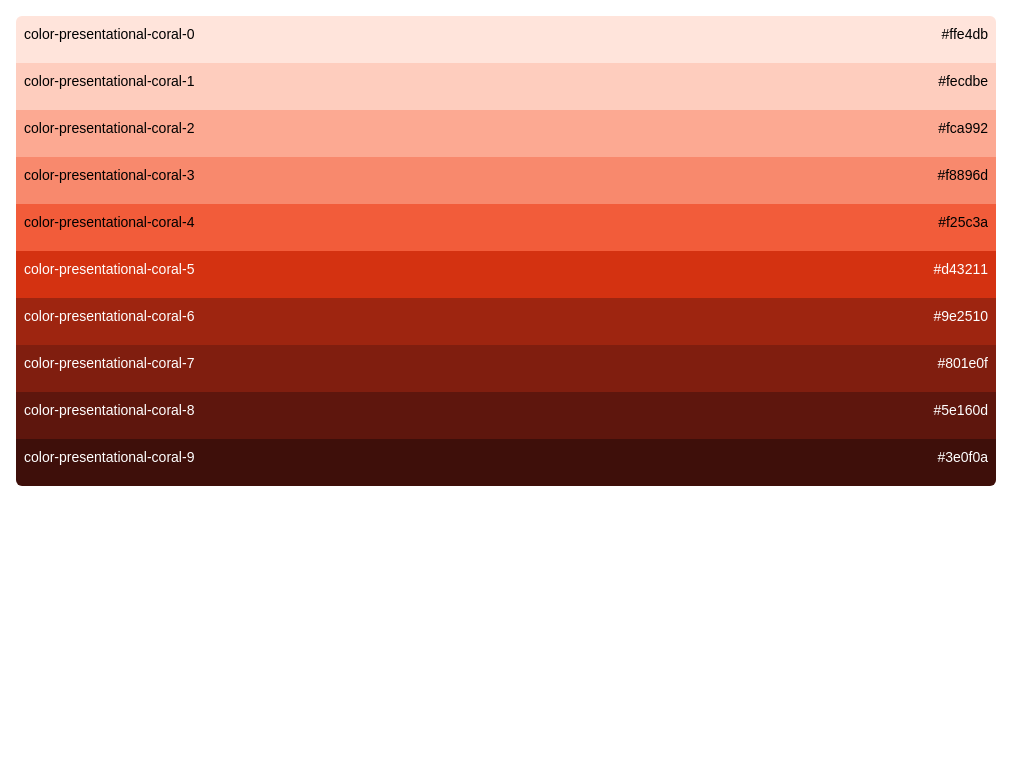 color-presentational-coral-0 #ffe4db
color-presentational-coral-1 #fecdbe
color-presentational-coral-2 #fca992
color-presentational-coral-3 #f8896d
color-presentational-coral-4 #f25c3a
color-presentational-coral-5 #d43211
color-presentational-coral-6 #9e2510
color-presentational-coral-7 #801e0f
color-presentational-coral-8 #5e160d
color-presentational-coral-9 #3e0f0a